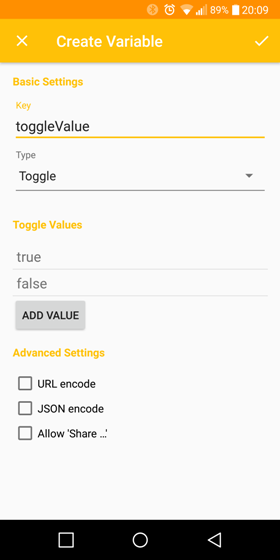 89% 20:09
Create Variable
Basic Settings
Key
toggleValue
Type
Toggle
Toggle Values
true
false
ADD VALUE
Advanced Settings
URL encode
JSON encode
Allow 'Share ...'